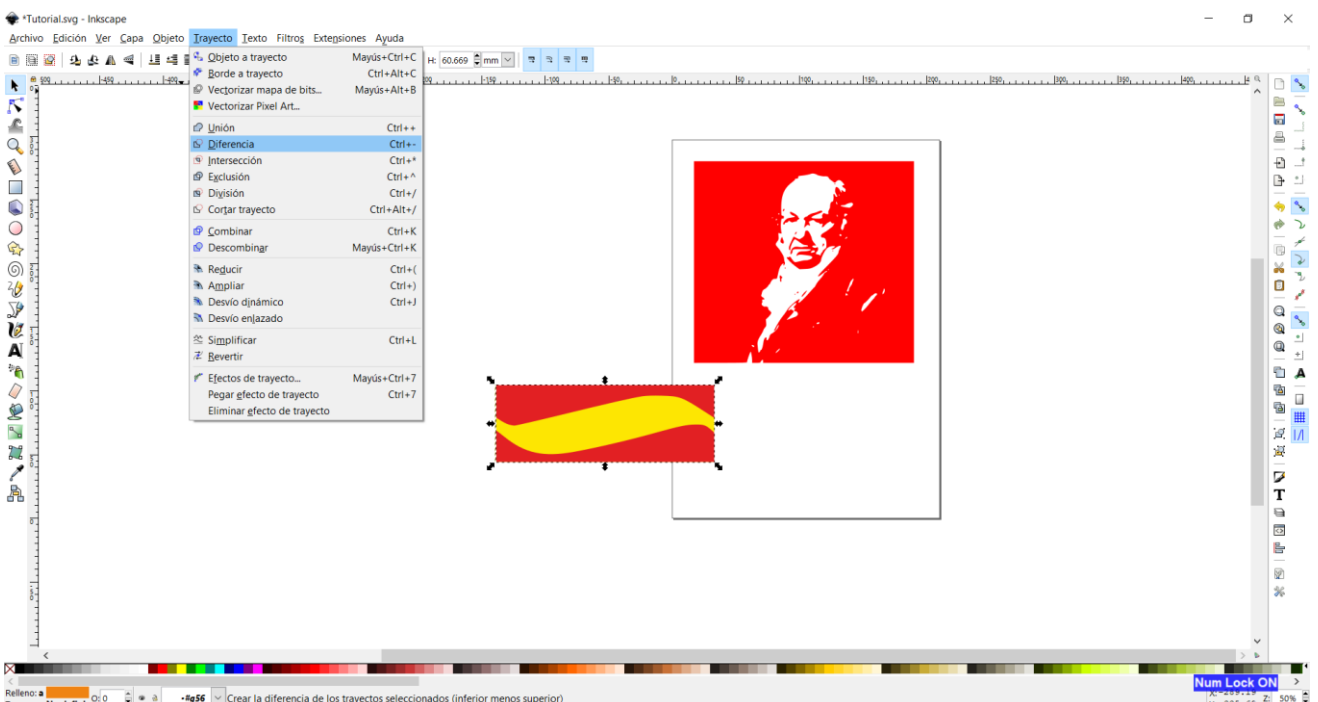 *Tutorial.svg - Inkscape
Archivo Edición Ver Capa Objeto Trayecto Texto Filtros Extensiones Ayuda
H: 60.669 mm
Objeto a trayecto Mayús+Ctrl+C
Borde a trayecto Ctrl+Alt+C
Vectorizar mapa de bits... Mayús+Alt+B
Vectorizar Pixel Art...
Unión Ctrl++
Diferencia Ctrl+-
Intersección Ctrl+*
Exclusión Ctrl+^
División Ctrl+/
Cortar trayecto Ctrl+Alt+/
Combinar Ctrl+K
Descombinar Mayús+Ctrl+K
Reducir Ctrl+(
Ampliar Ctrl+)
Desvío dinámico Ctrl+J
Desvío enlazado
Simplificar Ctrl+L
Revertir
Efectos de trayecto... Mayús+Ctrl+7
Pegar efecto de trayecto Ctrl+7
Eliminar efecto de trayecto
Num Lock ON
Relleno: a O: 0 •#g56 Crear la diferencia de los trayectos seleccionados (inferior menos superior) Z: 50%